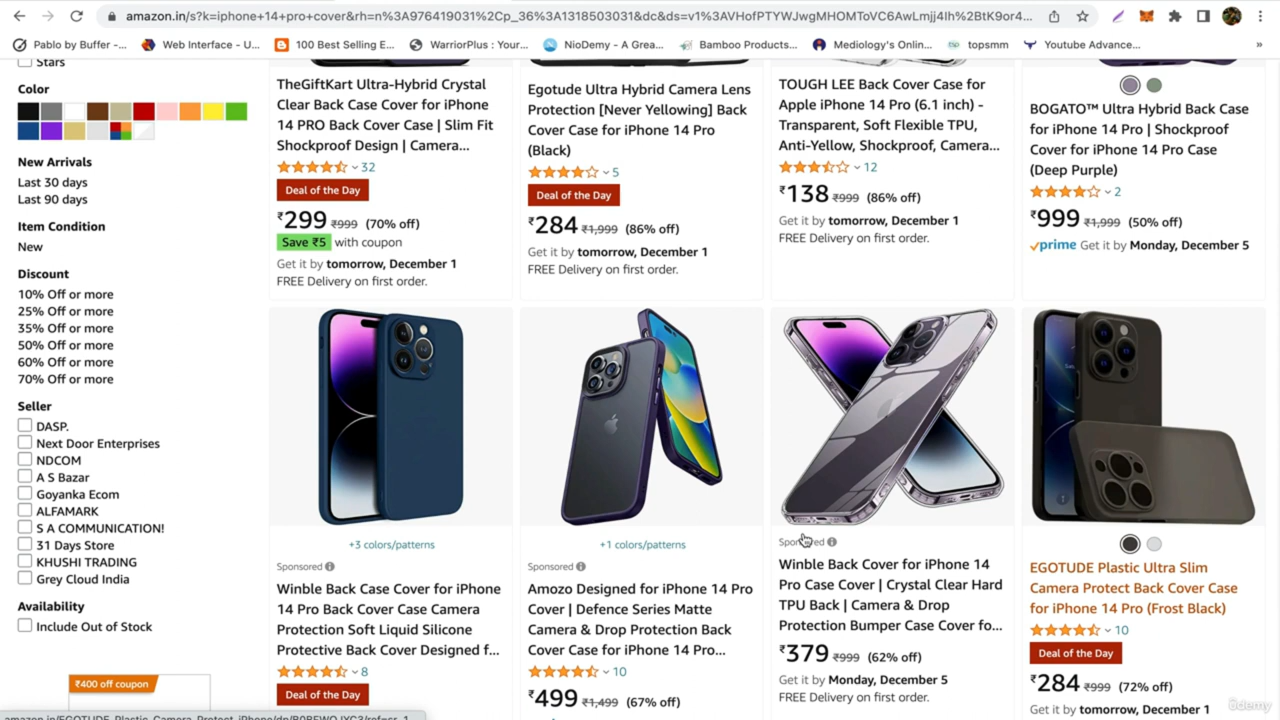 amazon.in/s?k=iphone+14+pro+cover&rh=n%3A976419031%2Cp_36%3A1318503031&dc&ds=v1%3AVHofPTYWJwgMHOMToVC6AwLmjj4Ih%2BtK9or4...
Pablo by Buffer -...
Web Interface - U...
100 Best Selling E...
WarriorPlus : Your...
NioDemy - A Grea...
Bamboo Products...
Mediology's Onlin...
topsmm
Youtube Advance...
»
Stars
Color
New Arrivals
Last 30 days
Last 90 days
Item Condition
New
Discount
10% Off or more
25% Off or more
35% Off or more
50% Off or more
60% Off or more
70% Off or more
Seller
DASP.
Next Door Enterprises
NDCOM
A S Bazar
Goyanka Ecom
ALFAMARK
S A COMMUNICATION!
31 Days Store
KHUSHI TRADING
Grey Cloud India
Availability
Include Out of Stock
₹400 off coupon
TheGiftKart Ultra-Hybrid Crystal
Clear Back Case Cover for iPhone
14 PRO Back Cover Case | Slim Fit
Shockproof Design | Camera...
32
Deal of the Day
₹299 ₹999 (70% off)
Save ₹5 with coupon
Get it by tomorrow, December 1
FREE Delivery on first order.
Egotude Ultra Hybrid Camera Lens
Protection [Never Yellowing] Back
Cover Case for iPhone 14 Pro
(Black)
5
Deal of the Day
₹284 ₹1,999 (86% off)
Get it by tomorrow, December 1
FREE Delivery on first order.
TOUGH LEE Back Cover Case for
Apple iPhone 14 Pro (6.1 inch) -
Transparent, Soft Flexible TPU,
Anti-Yellow, Shockproof, Camera...
12
₹138 ₹999 (86% off)
Get it by tomorrow, December 1
FREE Delivery on first order.
BOGATO™ Ultra Hybrid Back Case
for iPhone 14 Pro | Shockproof
Cover for iPhone 14 Pro Case
(Deep Purple)
2
₹999 ₹1,999 (50% off)
prime Get it by Monday, December 5
+3 colors/patterns
Sponsored
Winble Back Case Cover for iPhone
14 Pro Back Cover Case Camera
Protection Soft Liquid Silicone
Protective Back Cover Designed f...
8
Deal of the Day
+1 colors/patterns
Sponsored
Amozo Designed for iPhone 14 Pro
Cover | Defence Series Matte
Camera & Drop Protection Back
Cover Case for iPhone 14 Pro...
10
₹499 ₹1,499 (67% off)
Sponsored
Winble Back Cover for iPhone 14
Pro Case Cover | Crystal Clear Hard
TPU Back | Camera & Drop
Protection Bumper Case Cover fo...
₹379 ₹999 (62% off)
Get it by Monday, December 5
FREE Delivery on first order.
EGOTUDE Plastic Ultra Slim
Camera Protect Back Cover Case
for iPhone 14 Pro (Frost Black)
10
Deal of the Day
₹284 ₹999 (72% off)
Get it by tomorrow, December 1
ûdemy